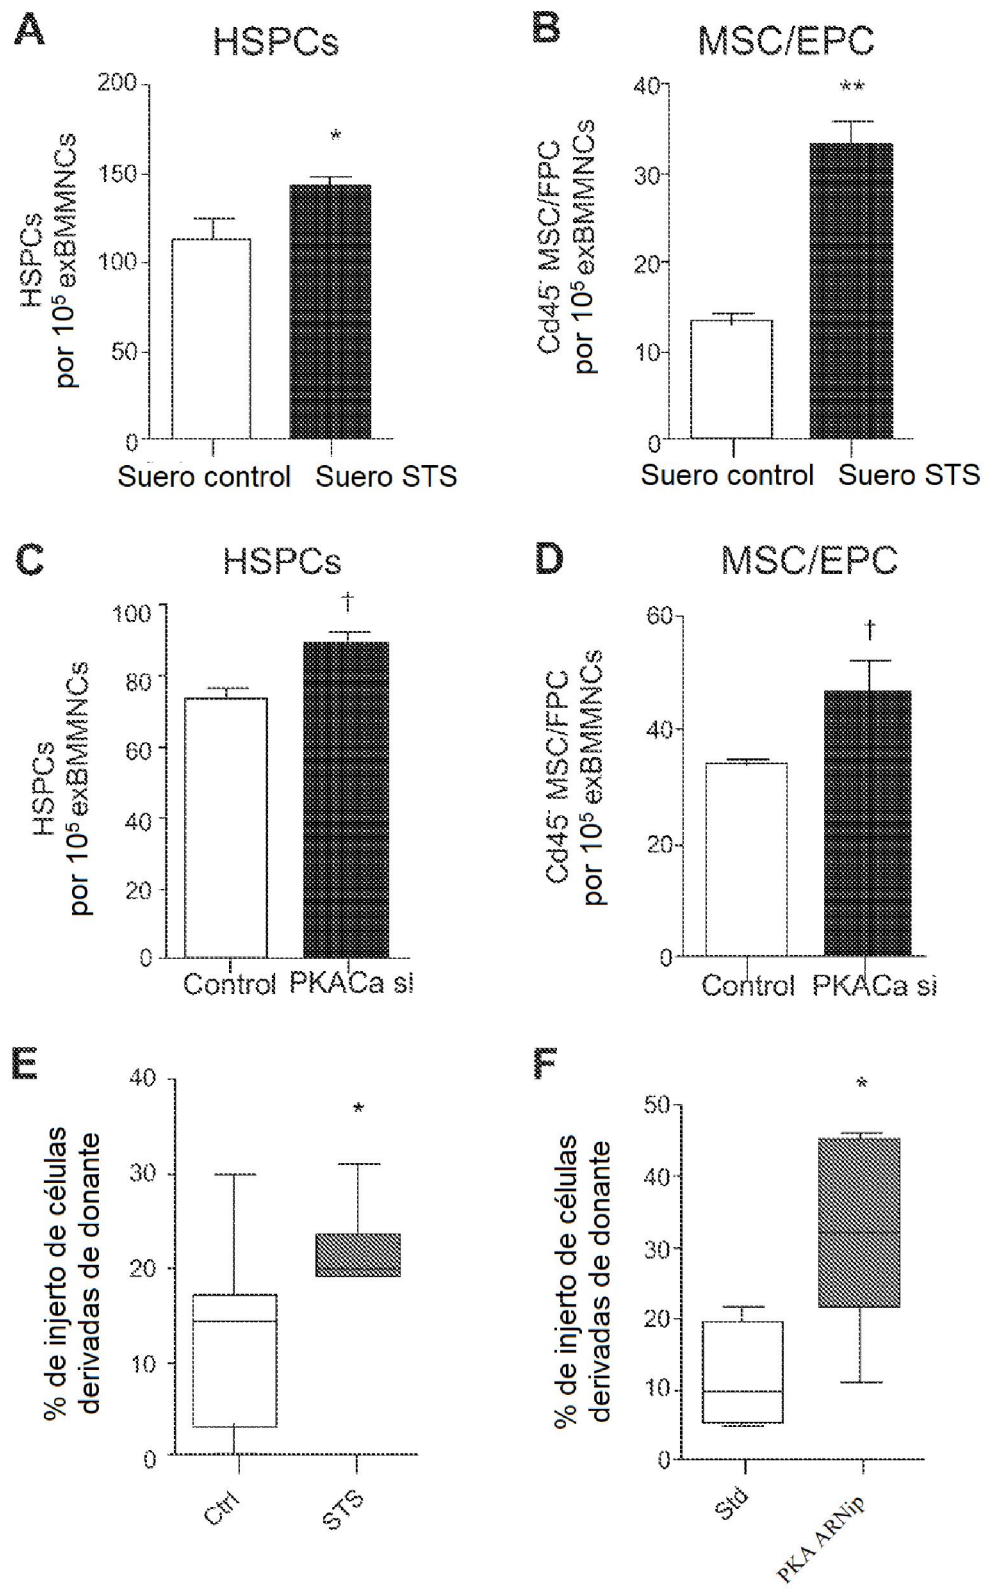 A
HSPCs
HSPCs
por 10⁵ exBMMNCs
200
150
100
50
0
*
Suero control
Suero STS
B
MSC/EPC
Cd45⁻ MSC/FPC
por 10⁵ exBMMNCs
40
30
20
10
0
**
Suero control
Suero STS
C
HSPCs
HSPCs
por 10⁵ exBMMNCs
100
80
60
40
20
0
†
Control
PKACa si
D
MSC/EPC
Cd45⁻ MSC/FPC
por 10⁵ exBMMNCs
60
40
20
0
†
Control
PKACa si
E
% de injerto de células
derivadas de donante
40
30
20
10
0
*
Ctrl
STS
F
% de injerto de células
derivadas de donante
50
40
30
20
10
0
*
Std
PKA ARNip